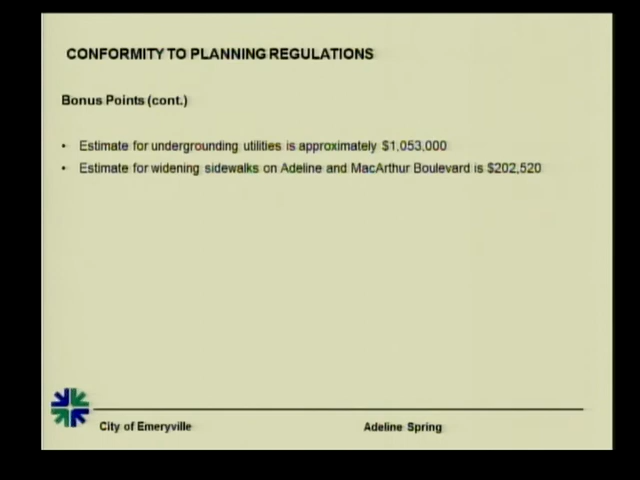 CONFORMITY TO PLANNING REGULATIONS
Bonus Points (cont.)
• Estimate for undergrounding utilities is approximately $1,053,000
• Estimate for widening sidewalks on Adeline and MacArthur Boulevard is $202,520
City of Emeryville
Adeline Spring